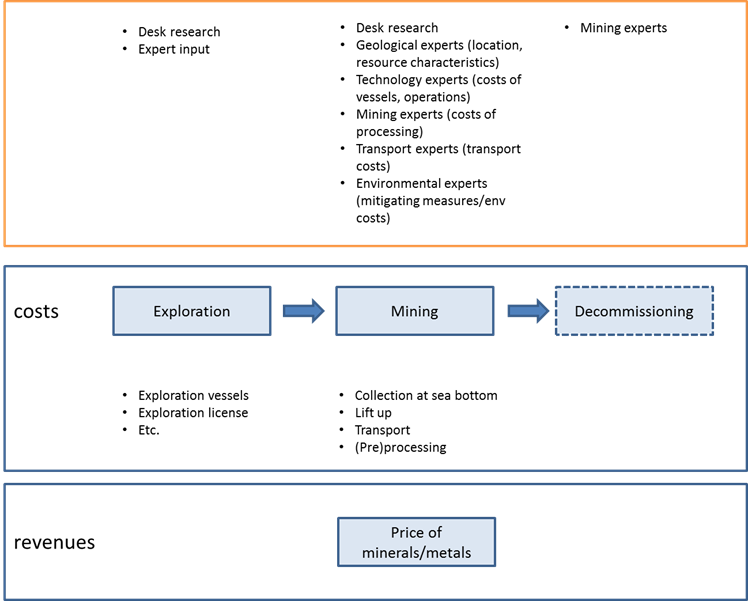 • Desk research
• Expert input
• Desk research
• Geological experts (location,
resource characteristics)
• Technology experts (costs of
vessels, operations)
• Mining experts (costs of
processing)
• Transport experts (transport
costs)
• Environmental experts
(mitigating measures/env
costs)
• Mining experts
costs
Exploration
Mining
Decommissioning
• Exploration vessels
• Exploration license
• Etc.
• Collection at sea bottom
• Lift up
• Transport
• (Pre)processing
revenues
Price of
minerals/metals